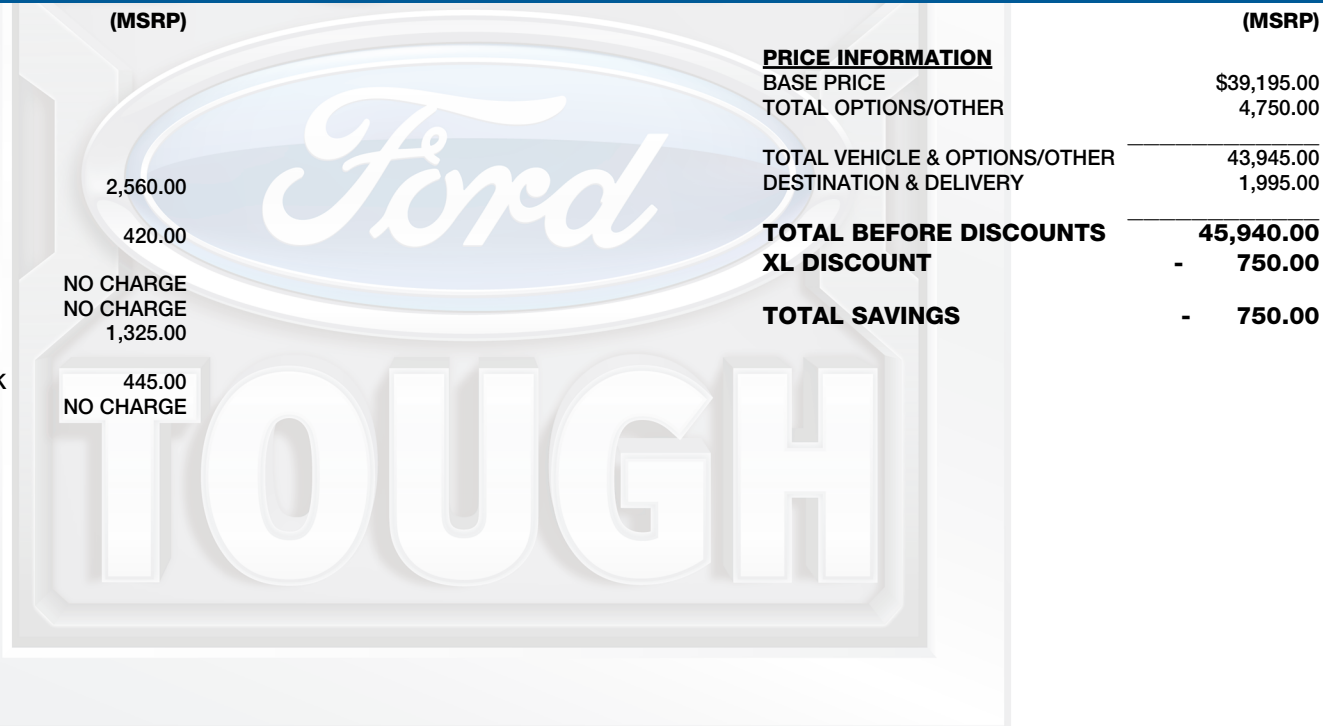 (MSRP)
2,560.00
420.00
NO CHARGE
NO CHARGE
1,325.00
K 445.00
NO CHARGE
(MSRP)
PRICE INFORMATION
BASE PRICE $39,195.00
TOTAL OPTIONS/OTHER 4,750.00
TOTAL VEHICLE & OPTIONS/OTHER 43,945.00
DESTINATION & DELIVERY 1,995.00
TOTAL BEFORE DISCOUNTS 45,940.00
XL DISCOUNT - 750.00
TOTAL SAVINGS - 750.00
Ford
TOUGH